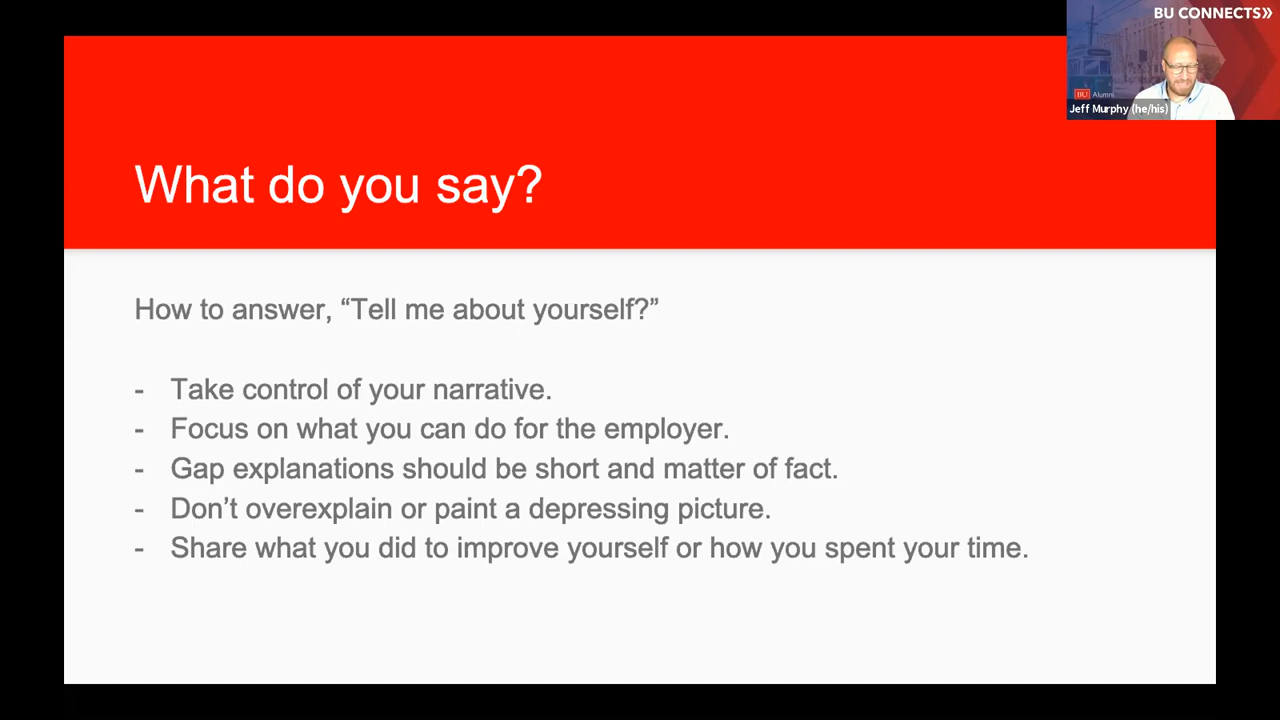 BU CONNECTS»
BU Alumni
Jeff Murphy (he/his)
What do you say?
How to answer, “Tell me about yourself?”
- Take control of your narrative.
- Focus on what you can do for the employer.
- Gap explanations should be short and matter of fact.
- Don’t overexplain or paint a depressing picture.
- Share what you did to improve yourself or how you spent your time.